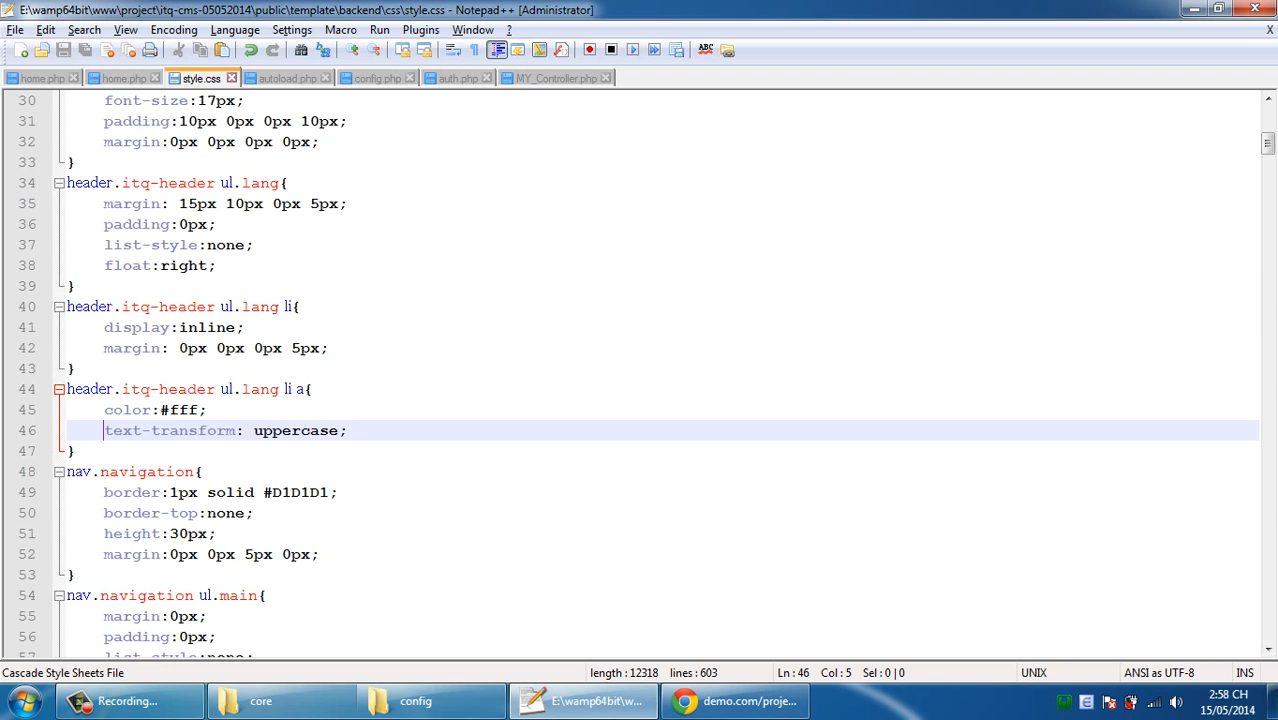 E:\wamp64bit\www\project\itq-cms-05052014\public\template\backend\css\style.css - Notepad++ [Administrator]
File Edit Search View Encoding Language Settings Macro Run Plugins Window ? X
home.php home.php style.css autoload.php config.php auth.php MY_Controller.php
30 font-size:17px;
31 padding:10px 0px 0px 10px;
32 margin:0px 0px 0px 0px;
33 }
34 header.itq-header ul.lang{
35 margin: 15px 10px 0px 5px;
36 padding:0px;
37 list-style:none;
38 float:right;
39 }
40 header.itq-header ul.lang li{
41 display:inline;
42 margin: 0px 0px 0px 5px;
43 }
44 header.itq-header ul.lang li a{
45 color:#fff;
46 text-transform: uppercase;
47 }
48 nav.navigation{
49 border:1px solid #D1D1D1;
50 border-top:none;
51 height:30px;
52 margin:0px 0px 5px 0px;
53 }
54 nav.navigation ul.main{
55 margin:0px;
56 padding:0px;
57 list-style:none;
Cascade Style Sheets File length : 12318 lines : 603 Ln : 46 Col : 5 Sel : 0 | 0 UNIX ANSI as UTF-8 INS
Recording... core config E:\wamp64bit\w... demo.com/proje... 2:58 CH
15/05/2014